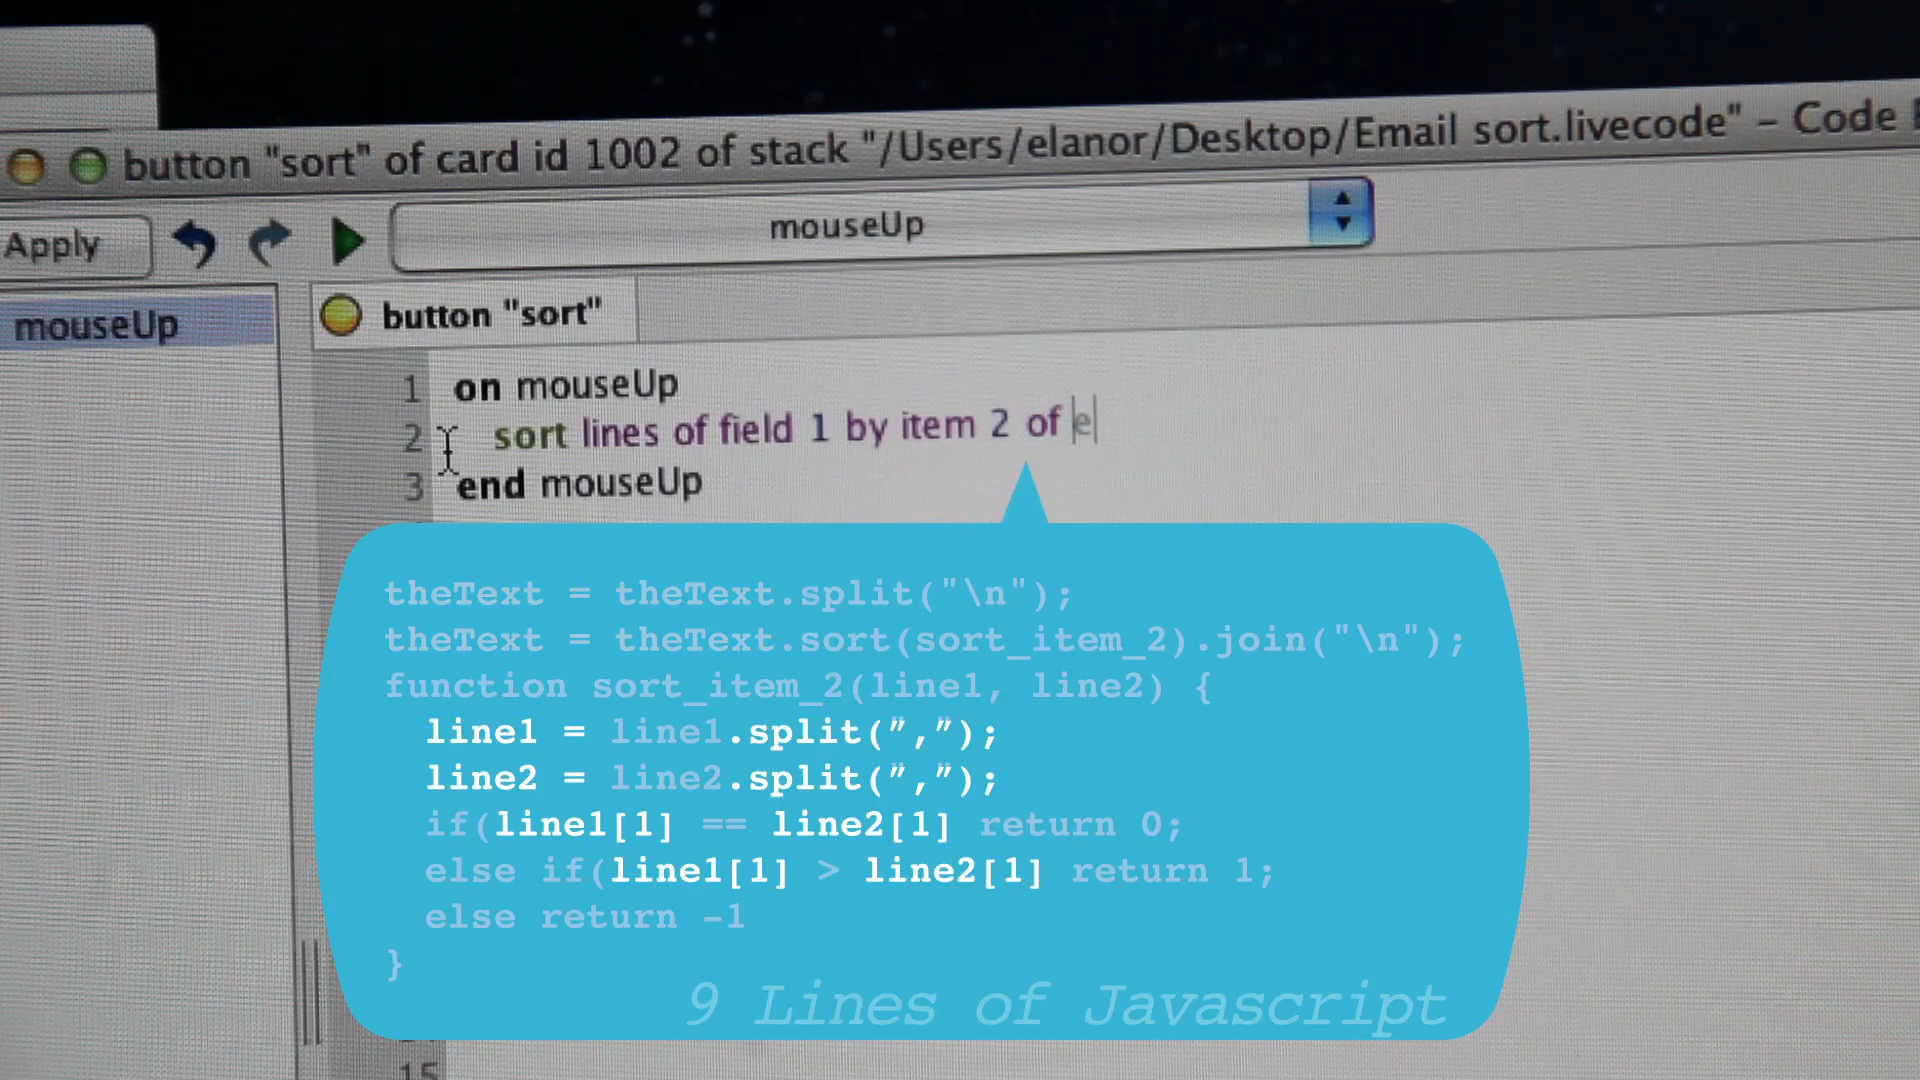 button "sort" of card id 1002 of stack "/Users/elanor/Desktop/Email sort.livecode" – Code
Apply
mouseUp
mouseUp
button "sort"
1 on mouseUp
2 sort lines of field 1 by item 2 of e
3 end mouseUp
theText = theText.split("\n");
theText = theText.sort(sort_item_2).join("\n");
function sort_item_2(line1, line2) {
line1 = line1.split(”,”);
line2 = line2.split(”,”);
if(line1[1] == line2[1] return 0;
else if(line1[1] > line2[1] return 1;
else return -1
}
9 Lines of Javascript
15